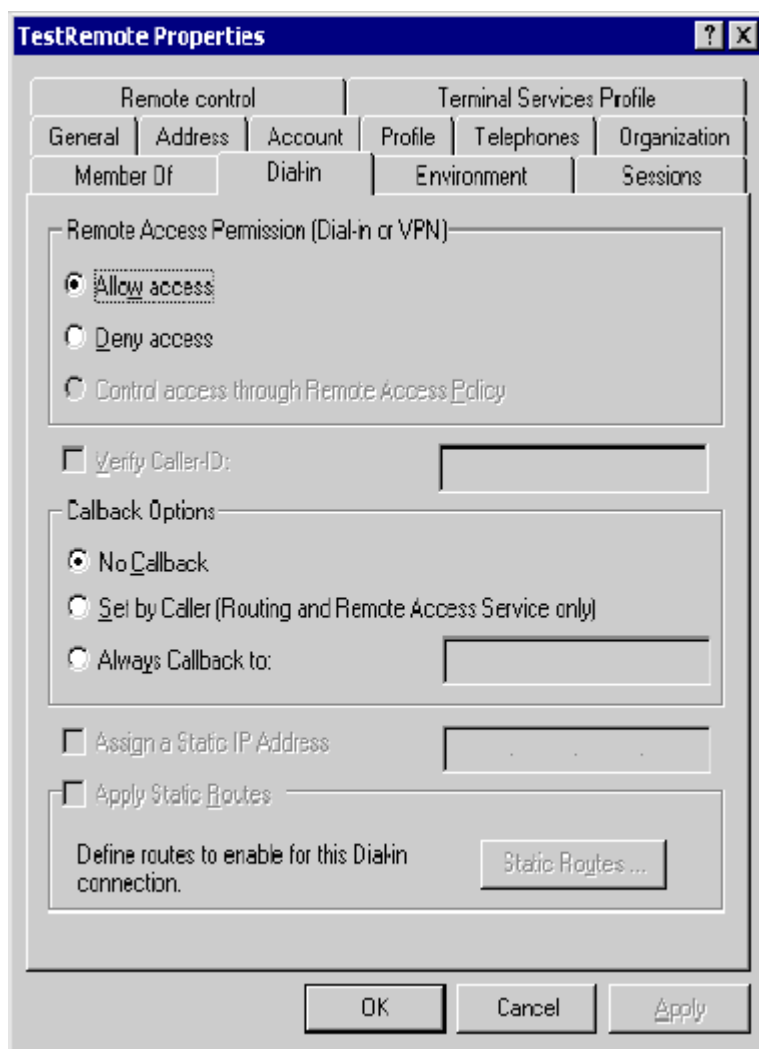 TestRemote Properties
Remote control Terminal Services Profile
General Address Account Profile Telephones Organization
Member Of Dial-in Environment Sessions
Remote Access Permission (Dial-in or VPN)
Allow access
Deny access
Control access through Remote Access Policy
Verify Caller-ID:
Callback Options
No Callback
Set by Caller (Routing and Remote Access Service only)
Always Callback to:
Assign a Static IP Address
Apply Static Routes
Define routes to enable for this Dial-in
connection.
Static Routes ...
OK Cancel Apply